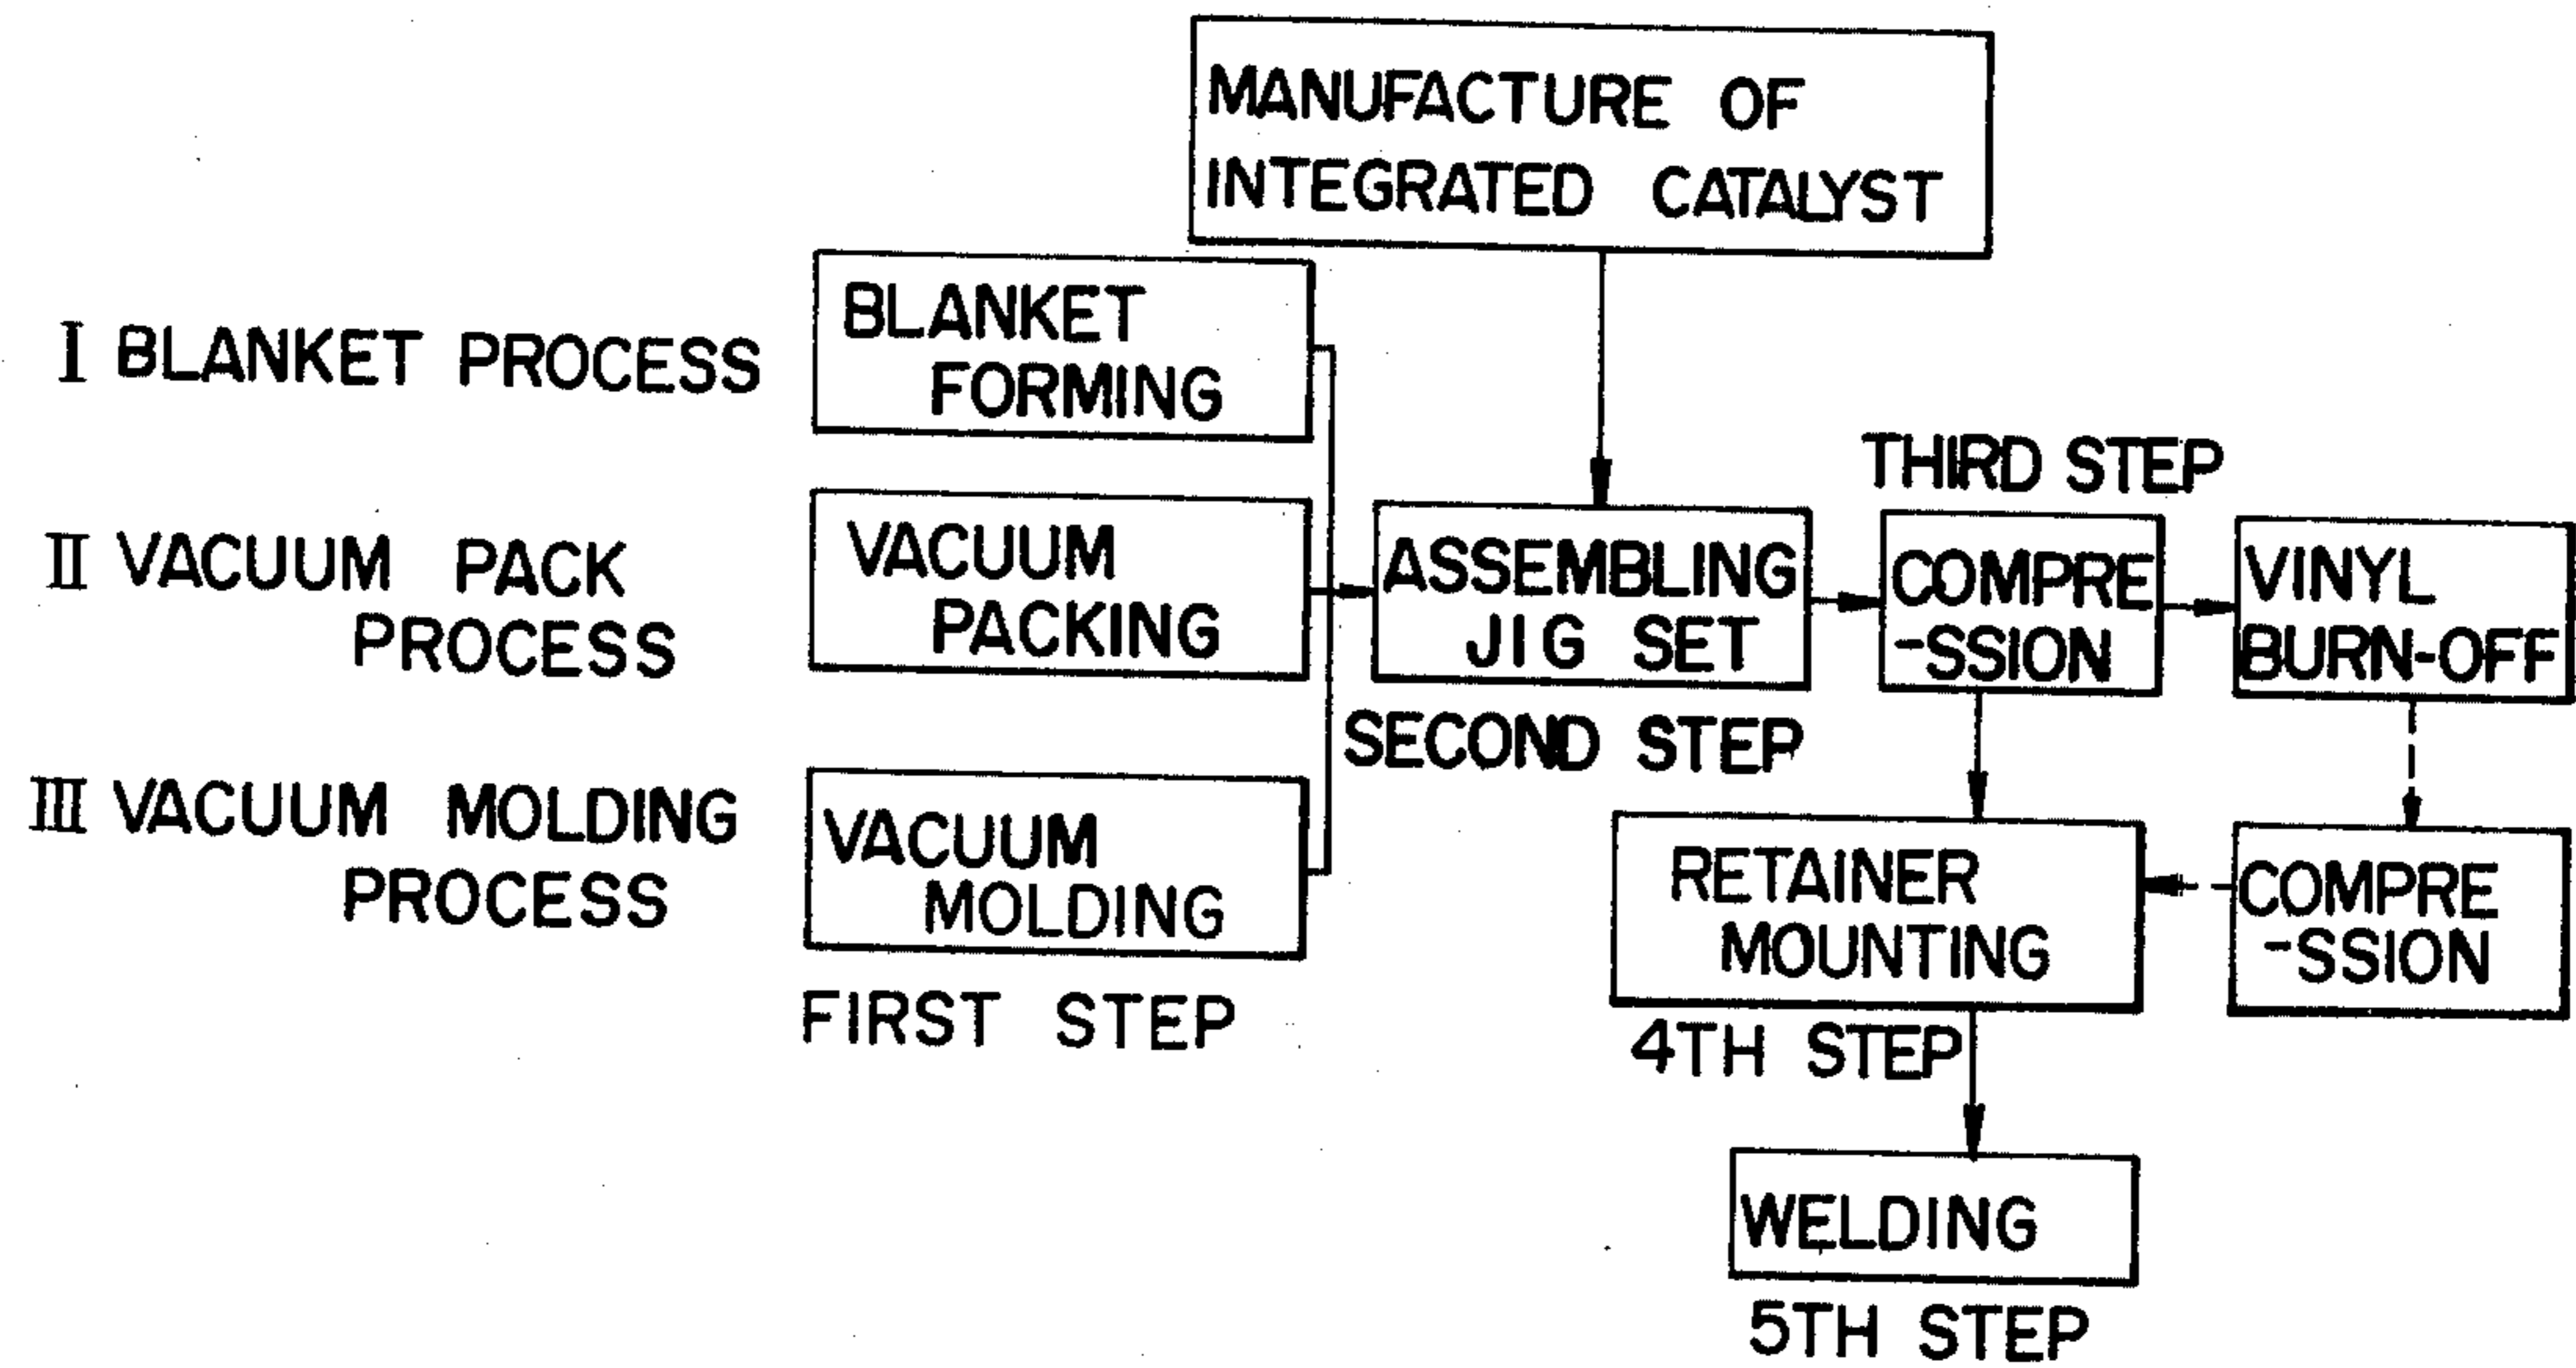 MANUFACTURE OF
INTEGRATED CATALYST
I BLANKET PROCESS
BLANKET
FORMING
II VACUUM PACK
PROCESS
VACUUM
PACKING
III VACUUM MOLDING
PROCESS
VACUUM
MOLDING
FIRST STEP
ASSEMBLING
JIG SET
SECOND STEP
THIRD STEP
COMPRE
-SSION
VINYL
BURN-OFF
COMPRE
-SSION
RETAINER
MOUNTING
4TH STEP
WELDING
5TH STEP